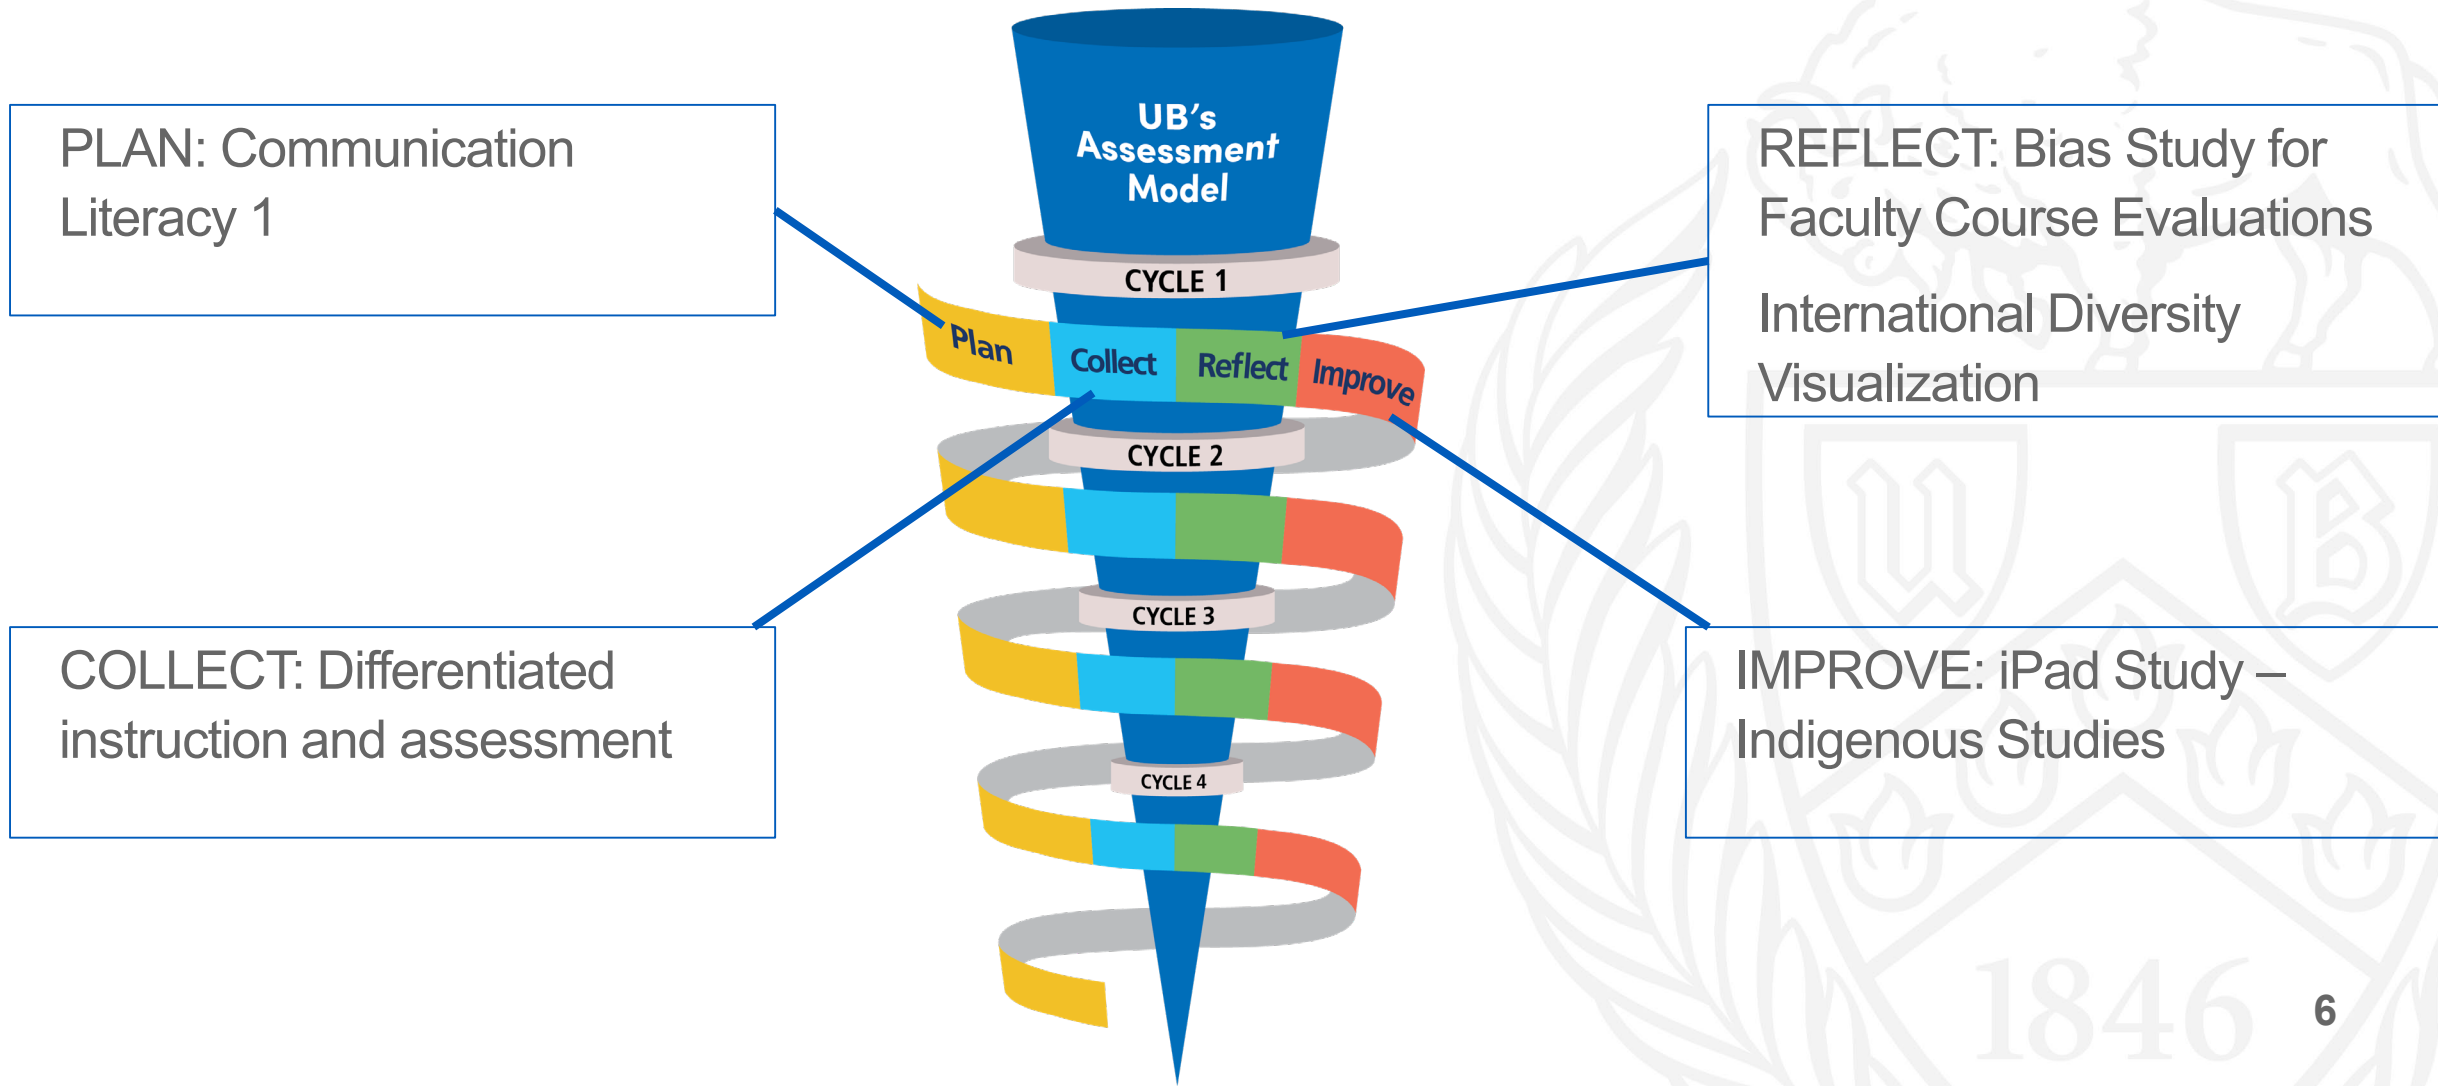 UB's
Assessment
Model
PLAN: Communication
Literacy 1
REFLECT: Bias Study for
Faculty Course Evaluations
International Diversity
Visualization
CYCLE 1
Plan
Collect
Reflect
Improve
CYCLE 2
CYCLE 3
COLLECT: Differentiated
instruction and assessment
IMPROVE: iPad Study –
Indigenous Studies
CYCLE 4
U
B
1846
6